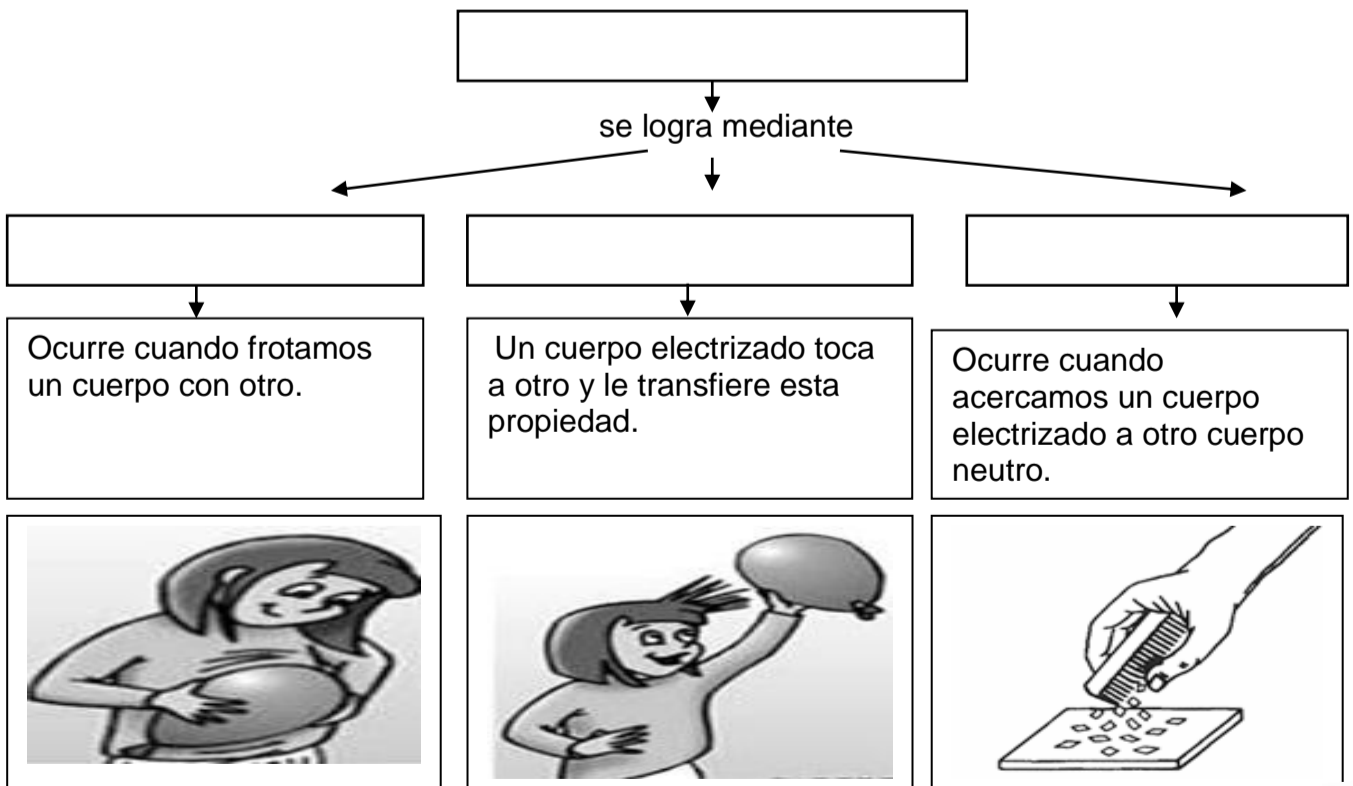 se logra mediante
Ocurre cuando frotamos
un cuerpo con otro.
Un cuerpo electrizado toca
a otro y le transfiere esta
propiedad.
Ocurre cuando
acercamos un cuerpo
electrizado a otro cuerpo
neutro.